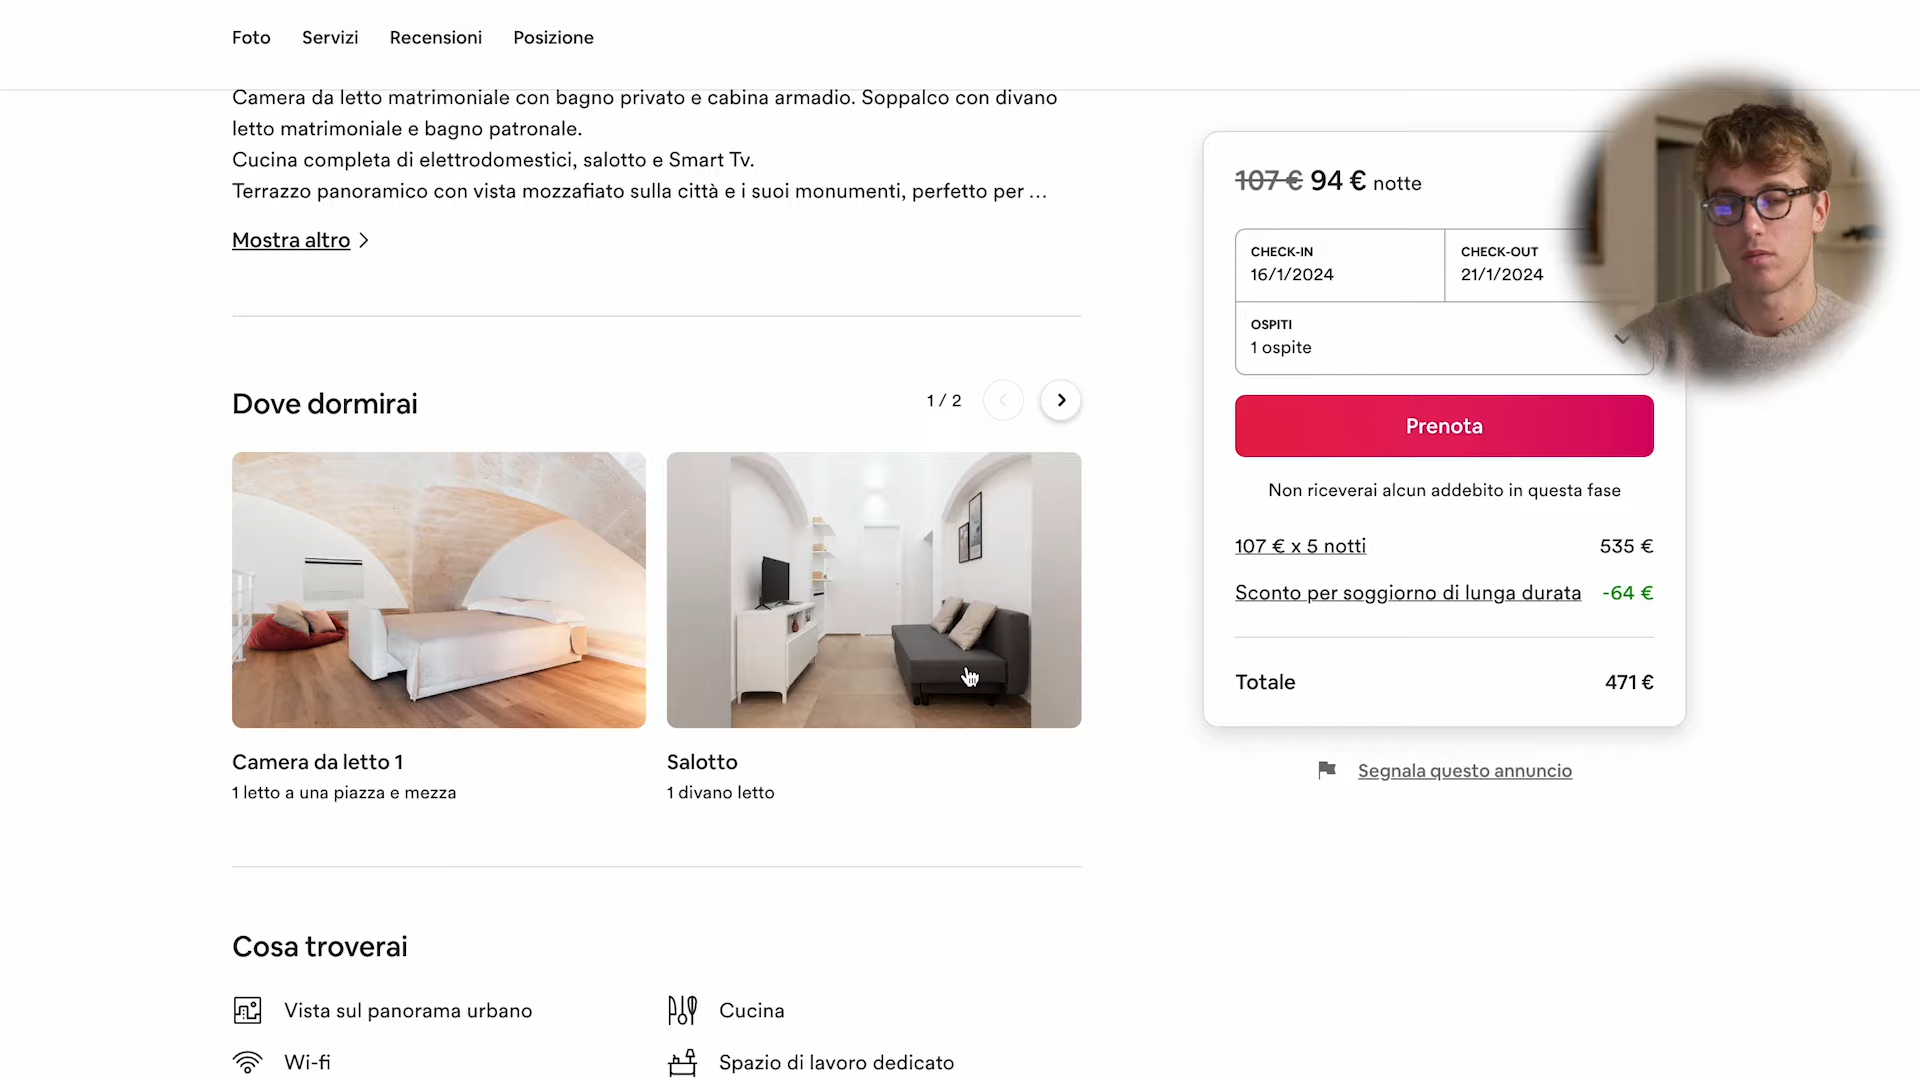 Foto
Servizi
Recensioni
Posizione
Camera da letto matrimoniale con bagno privato e cabina armadio. Soppalco con divano
letto matrimoniale e bagno patronale.
Cucina completa di elettrodomestici, salotto e Smart Tv.
Terrazzo panoramico con vista mozzafiato sulla città e i suoi monumenti, perfetto per …
Mostra altro
Dove dormirai
1 / 2
Camera da letto 1
1 letto a una piazza e mezza
Salotto
1 divano letto
Cosa troverai
Vista sul panorama urbano
Cucina
Wi-fi
Spazio di lavoro dedicato
107 € 94 € notte
CHECK-IN
16/1/2024
CHECK-OUT
21/1/2024
OSPITI
1 ospite
Prenota
Non riceverai alcun addebito in questa fase
107 € x 5 notti 535 €
Sconto per soggiorno di lunga durata -64 €
Totale 471 €
Segnala questo annuncio